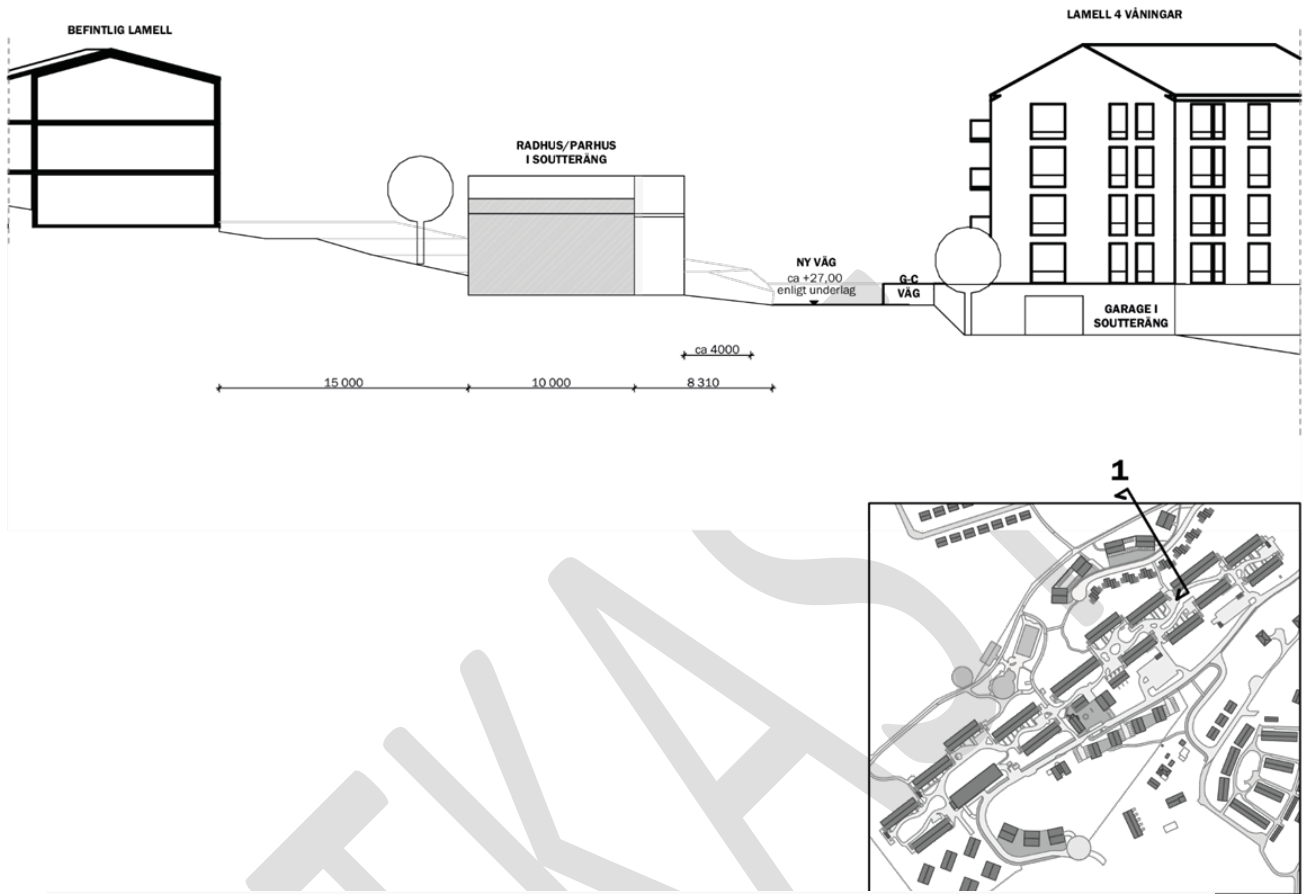 LAMELL 4 VÅNINGAR
BEFINTLIG LAMELL
RADHUS/PARHUS
I SOUTTERÄNG
NY VÄG
ca +27,00
enligt underlag
G-C
VÄG
GARAGE I
SOUTTERÄNG
ca 4000
15 000
10 000
8 310
1
TKAST